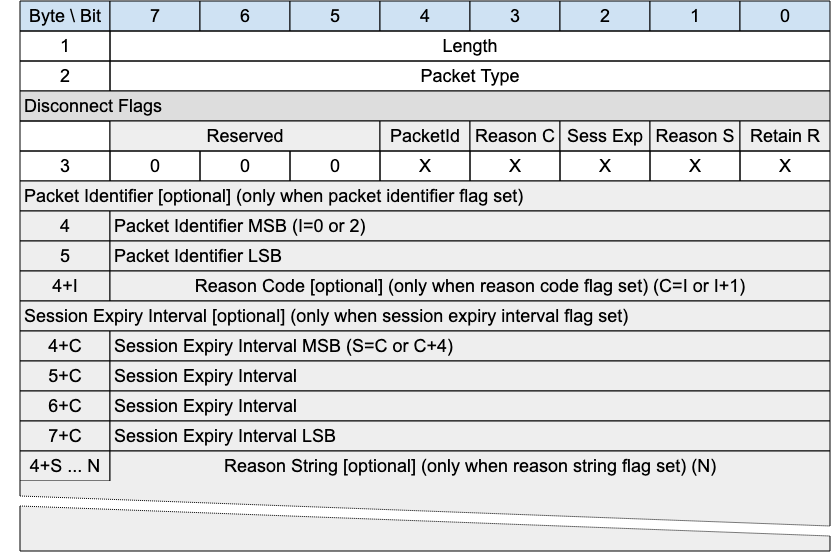 Byte \ Bit 7 6 5 4 3 2 1 0
1 Length
2 Packet Type
Disconnect Flags
Reserved PacketId Reason C Sess Exp Reason S Retain R
3 0 0 0 X X X X X
Packet Identifier [optional] (only when packet identifier flag set)
4 Packet Identifier MSB (I=0 or 2)
5 Packet Identifier LSB
4+I Reason Code [optional] (only when reason code flag set) (C=I or I+1)
Session Expiry Interval [optional] (only when session expiry interval flag set)
4+C Session Expiry Interval MSB (S=C or C+4)
5+C Session Expiry Interval
6+C Session Expiry Interval
7+C Session Expiry Interval LSB
4+S ... N Reason String [optional] (only when reason string flag set) (N)